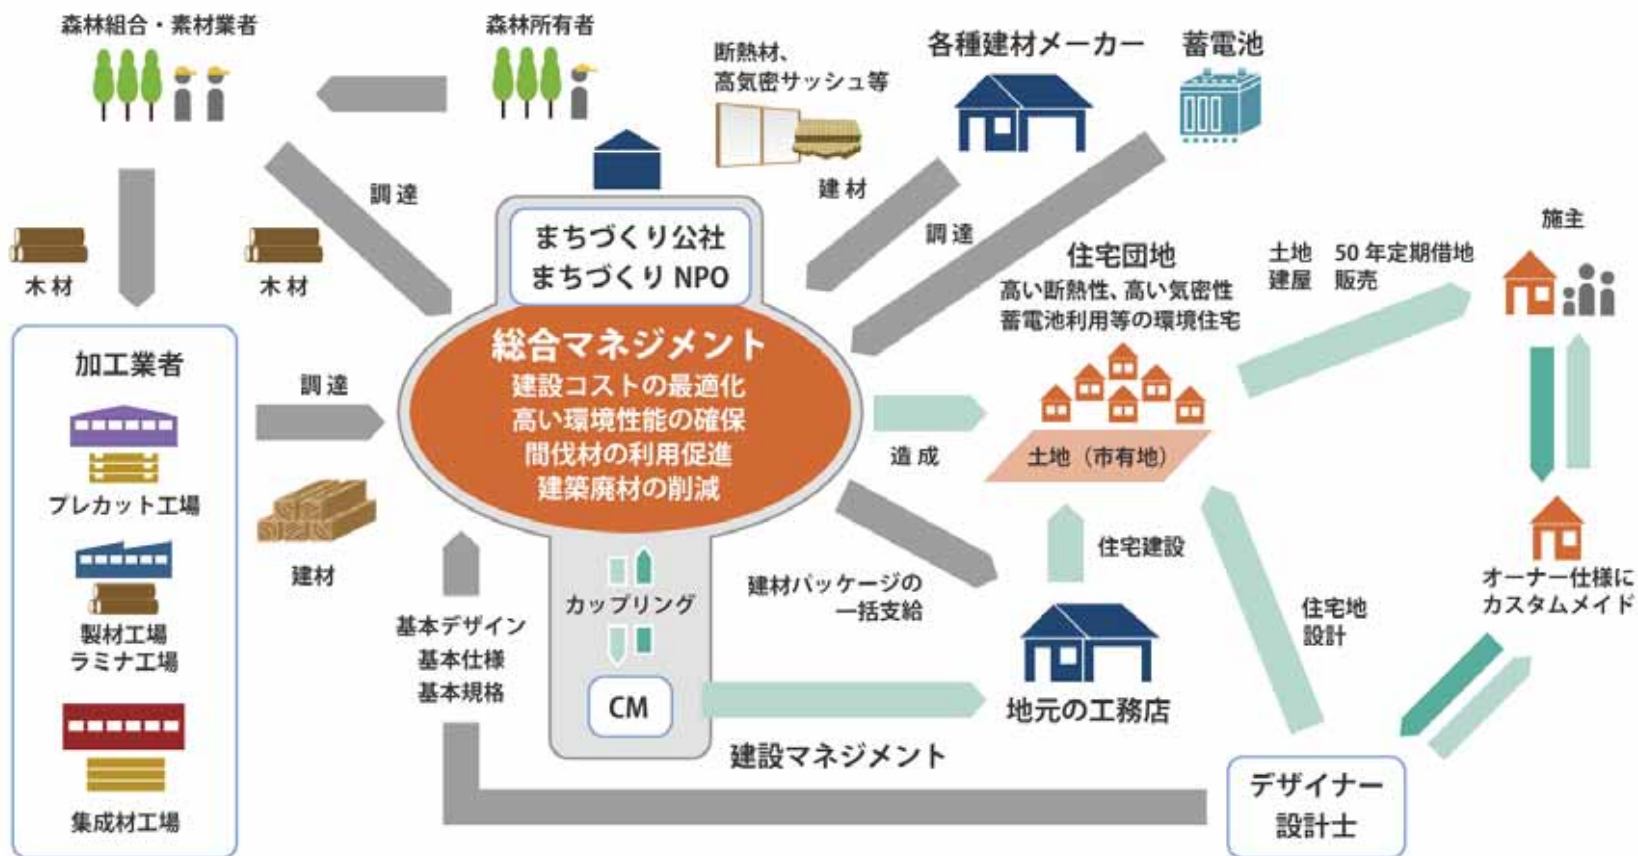 森林組合・素材業者
森林所有者
断熱材、
高気密サッシュ等
各種建材メーカー
蓄電池
調達
建材
調達
木材
木材
まちづくり公社
まちづくり NPO
住宅団地
高い断熱性、高い気密性
蓄電池利用等の環境住宅
土地 50年定期借地
建屋 販売
施主
加工業者
プレカット工場
製材工場
ラミナ工場
集成材工場
調達
建材
総合マネジメント
建設コストの最適化
高い環境性能の確保
間伐材の利用促進
建築廃材の削減
造成
土地（市有地）
住宅建設
建材パッケージの
一括支給
カップリング
基本デザイン
基本仕様
基本規格
CM
地元の工務店
建設マネジメント
住宅地
設計
オーナー仕様に
カスタムメイド
デザイナー
設計士